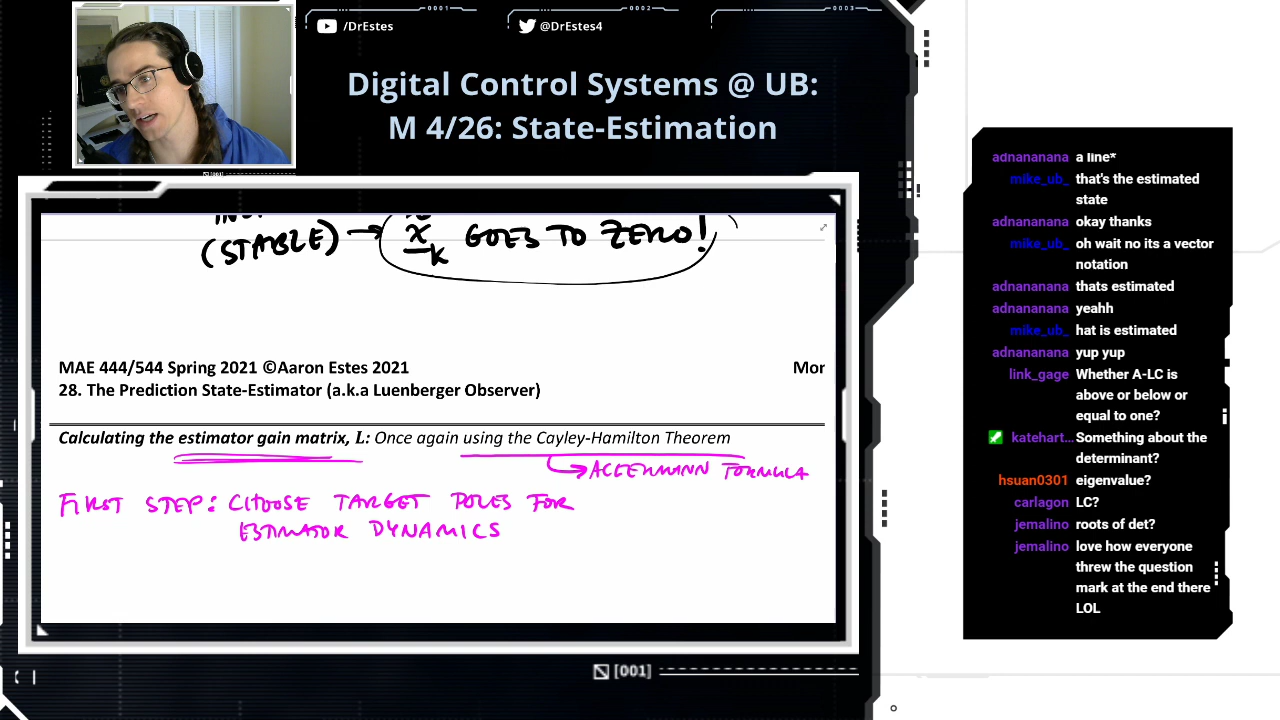 0001
0002
0003
/DrEstes
@DrEstes4
Digital Control Systems @ UB:
M 4/26: State-Estimation
[001]
(STABLE) → x̃_k GOES TO ZERO!
MAE 444/544 Spring 2021 ©Aaron Estes 2021
Mor
28. The Prediction State-Estimator (a.k.a Luenberger Observer)
Calculating the estimator gain matrix, L: Once again using the Cayley-Hamilton Theorem
→ ACKERMANN FORMULA
FIRST STEP: CHOOSE TARGET POLES FOR
ESTIMATOR DYNAMICS
[001]
adnananana a line*
mike_ub_ that's the estimated
state
adnananana okay thanks
mike_ub_ oh wait no its a vector
notation
adnananana thats estimated
adnananana yeahh
mike_ub_ hat is estimated
adnananana yup yup
link_gage Whether A-LC is
above or below or
equal to one?
katehart... Something about the
determinant?
hsuan0301 eigenvalue?
carlagon LC?
jemalino roots of det?
jemalino love how everyone
threw the question
mark at the end there
LOL